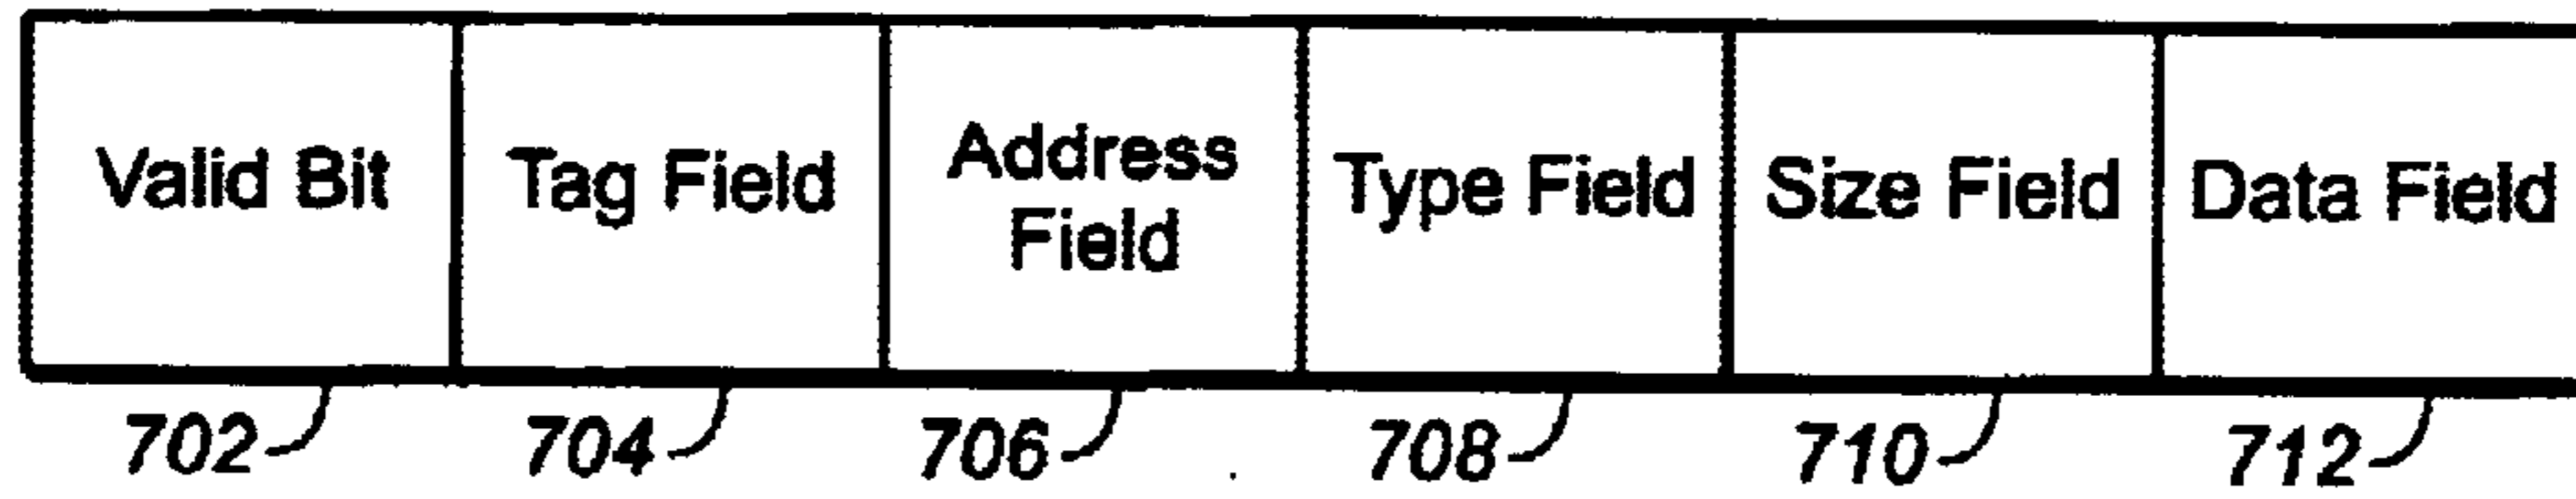 Valid Bit
Tag Field
Address
Field
Type Field
Size Field
Data Field
702
704
706
708
710
712